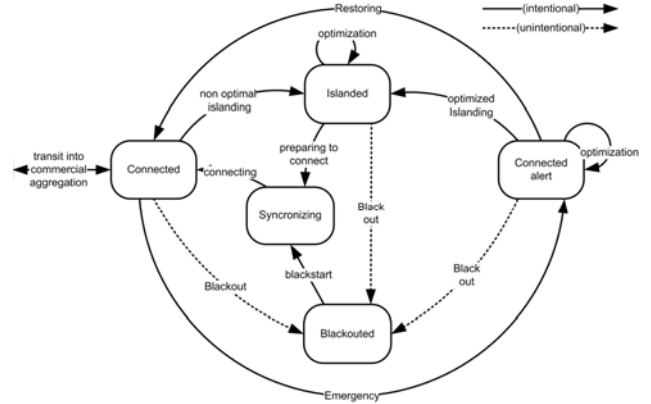 Restoring
(intentional)
(unintentional)
optimization
Islanded
non optimal
islanding
optimized
Islanding
preparing to
connect
transit into
commercial
aggregation
Connected
connecting
Connected
alert
optimization
Syncronizing
Black
out
Blackout
blackstart
Black
out
Blackouted
Emergency